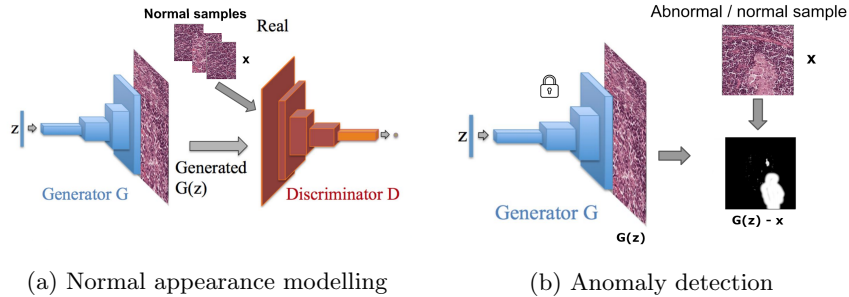 Normal samples
Real
x
z
Generated
G(z)
Generator G
Discriminator D
(a) Normal appearance modelling
Abnormal / normal sample
x
z
Generator G
G(z)
G(z) - x
(b) Anomaly detection